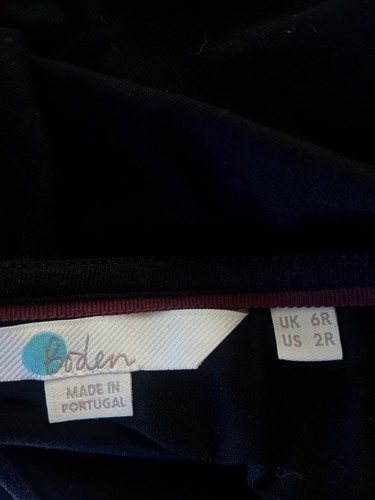 Boden
MADE IN
PORTUGAL
UK 6R
US 2R